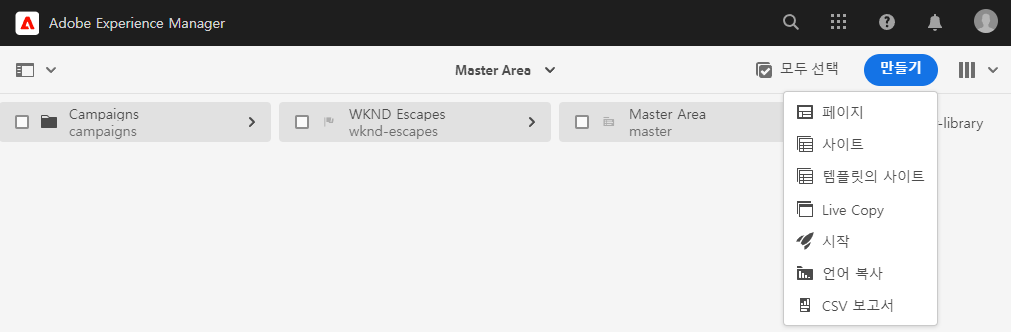 Adobe Experience Manager
Master Area
모두 선택
만들기
Campaigns
campaigns
WKND Escapes
wknd-escapes
Master Area
master
-library
페이지
사이트
템플릿의 사이트
Live Copy
시작
언어 복사
CSV 보고서